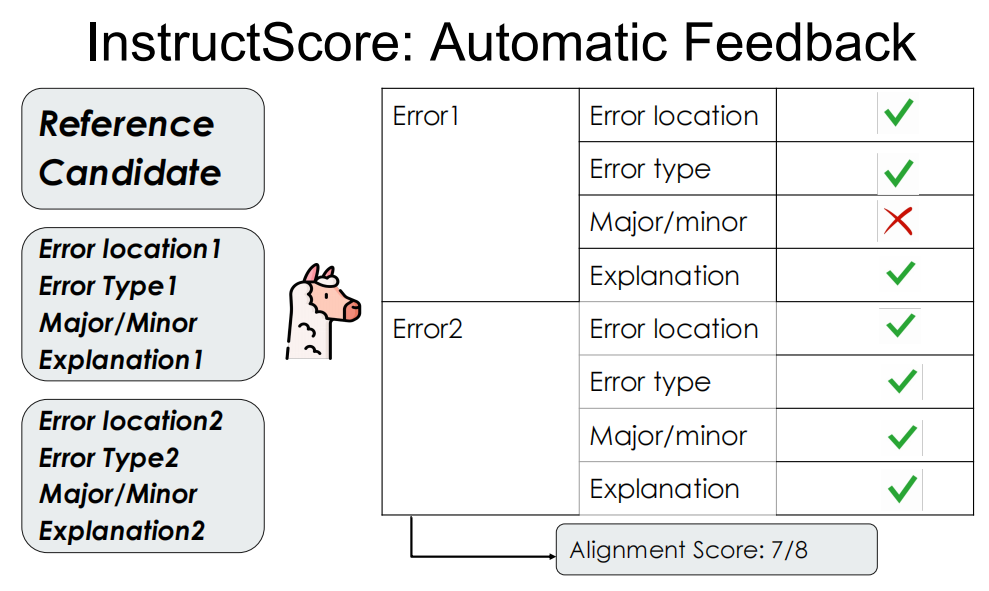 InstructScore: Automatic Feedback
Reference
Candidate
Error location1
Error Type1
Major/Minor
Explanation1
Error location2
Error Type2
Major/Minor
Explanation2
Error1
Error location
Error type
Major/minor
Explanation
Error2
Error location
Error type
Major/minor
Explanation
Alignment Score: 7/8